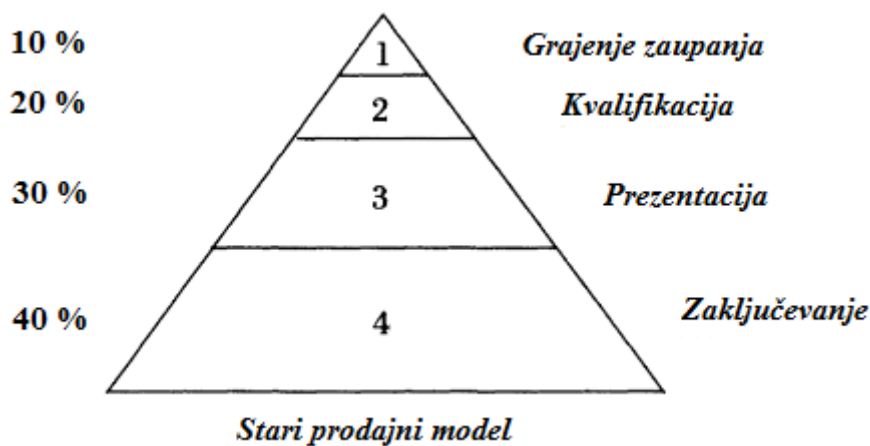 10 %
1
Grajenje zaupanja
20 %
2
Kvalifikacija
30 %
3
Prezentacija
40 %
4
Zaključevanje
Stari prodajni model